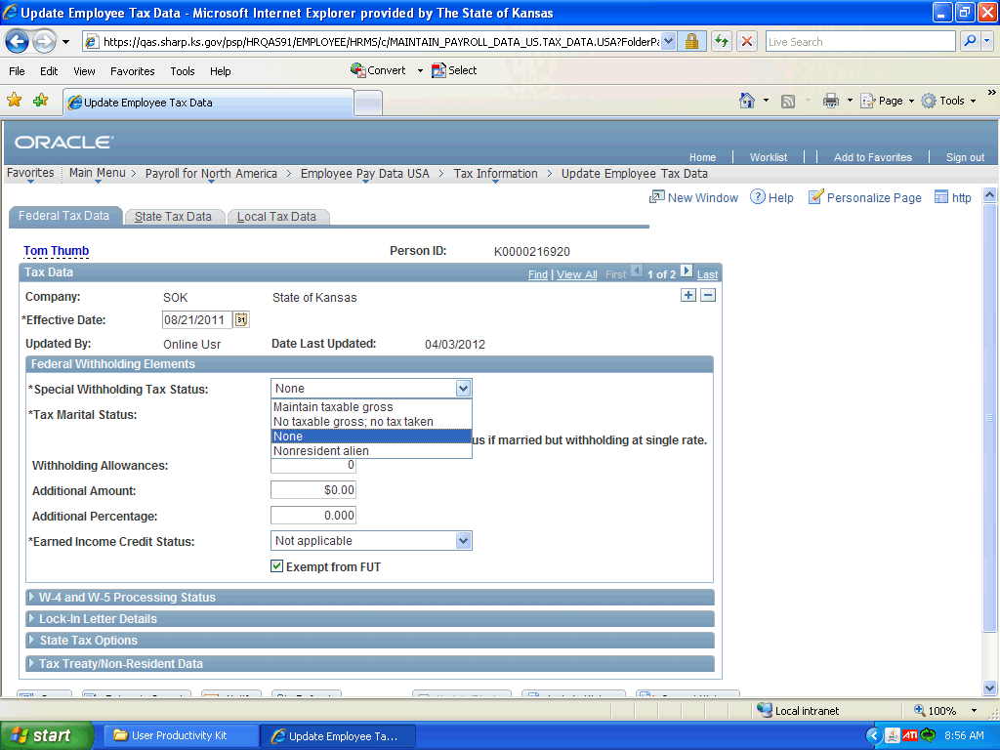 Update Employee Tax Data - Microsoft Internet Explorer provided by The State of Kansas
https://qas.sharp.ks.gov/psp/HRQAS91/EMPLOYEE/HRMS/c/MAINTAIN_PAYROLL_DATA_US.TAX_DATA.USA?FolderPa
Live Search
File Edit View Favorites Tools Help Convert Select
Update Employee Tax Data Page Tools »
ORACLE
Home Worklist Add to Favorites Sign out
Favorites Main Menu > Payroll for North America > Employee Pay Data USA > Tax Information > Update Employee Tax Data
New Window Help Personalize Page http
Federal Tax Data State Tax Data Local Tax Data
Tom Thumb Person ID: K0000216920
Tax Data Find | View All First 1 of 2 Last
Company: SOK State of Kansas
*Effective Date: 08/21/2011 31
Updated By: Online Usr Date Last Updated: 04/03/2012
Federal Withholding Elements
*Special Withholding Tax Status: None
Maintain taxable gross
*Tax Marital Status:
No taxable gross; no tax taken
None
us if married but withholding at single rate.
Nonresident alien
Withholding Allowances: 0
Additional Amount: $0.00
Additional Percentage: 0.000
*Earned Income Credit Status: Not applicable
Exempt from FUT
W-4 and W-5 Processing Status
Lock-In Letter Details
State Tax Options
Tax Treaty/Non-Resident Data
Local intranet 100%
start User Productivity Kit Update Employee Ta... ATI 8:56 AM